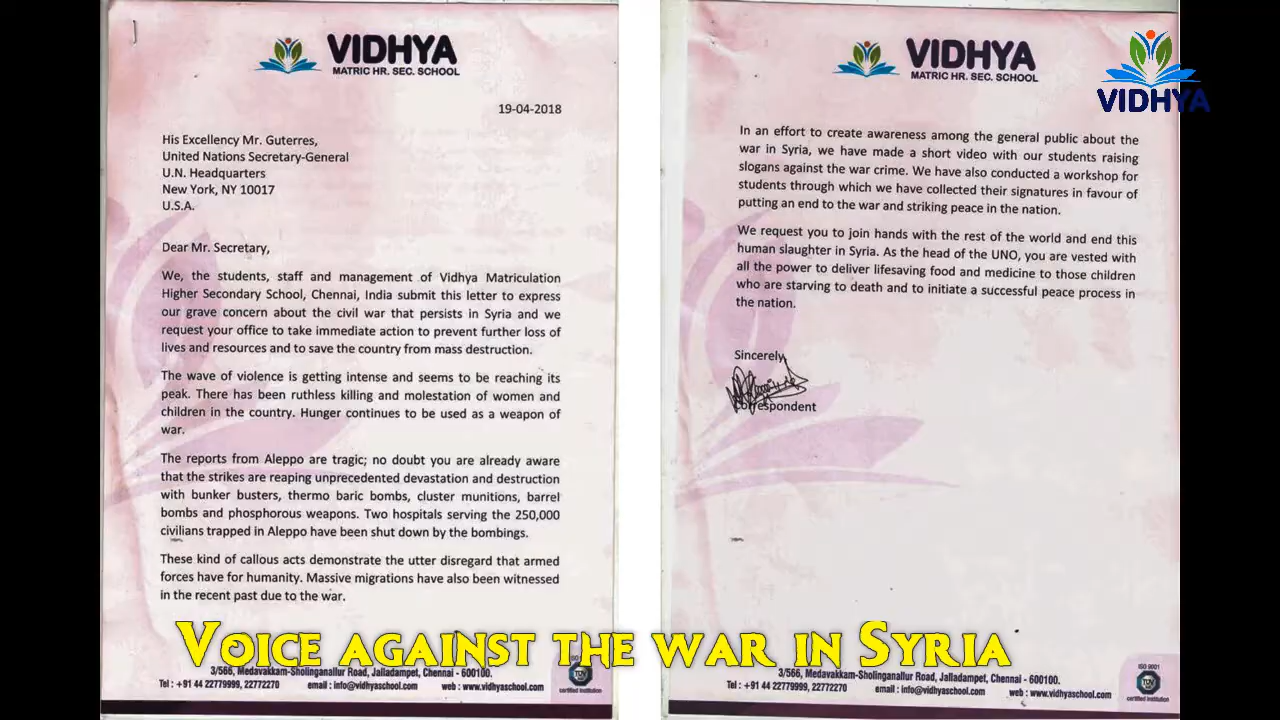 VIDHYA
MATRIC HR. SEC. SCHOOL
19-04-2018
His Excellency Mr. Guterres,
United Nations Secretary-General
U.N. Headquarters
New York, NY 10017
U.S.A.
Dear Mr. Secretary,
We, the students, staff and management of Vidhya Matriculation
Higher Secondary School, Chennai, India submit this letter to express
our grave concern about the civil war that persists in Syria and we
request your office to take immediate action to prevent further loss of
lives and resources and to save the country from mass destruction.
The wave of violence is getting intense and seems to be reaching its
peak. There has been ruthless killing and molestation of women and
children in the country. Hunger continues to be used as a weapon of
war.
The reports from Aleppo are tragic; no doubt you are already aware
that the strikes are reaping unprecedented devastation and destruction
with bunker busters, thermo baric bombs, cluster munitions, barrel
bombs and phosphorous weapons. Two hospitals serving the 250,000
civilians trapped in Aleppo have been shut down by the bombings.
These kind of callous acts demonstrate the utter disregard that armed
forces have for humanity. Massive migrations have also been witnessed
in the recent past due to the war.
3/566, Medavakkam-Sholinganallur Road, Jalladampet, Chennai - 600100.
Tel : +91 44 22779999, 22772270 email : info@vidhyaschool.com web : www.vidhyaschool.com
certified institution
VIDHYA
MATRIC HR. SEC. SCHOOL
VIDHYA
In an effort to create awareness among the general public about the
war in Syria, we have made a short video with our students raising
slogans against the war crime. We have also conducted a workshop for
students through which we have collected their signatures in favour of
putting an end to the war and striking peace in the nation.
We request you to join hands with the rest of the world and end this
human slaughter in Syria. As the head of the UNO, you are vested with
all the power to deliver lifesaving food and medicine to those children
who are starving to death and to initiate a successful peace process in
the nation.
Sincerely,
Correspondent
3/566, Medavakkam-Sholinganallur Road, Jalladampet, Chennai - 600100.
Tel : +91 44 22779999, 22772270 email : info@vidhyaschool.com web : www.vidhyaschool.com
ISO 9001
TUV
certified institution
Voice against the war in Syria